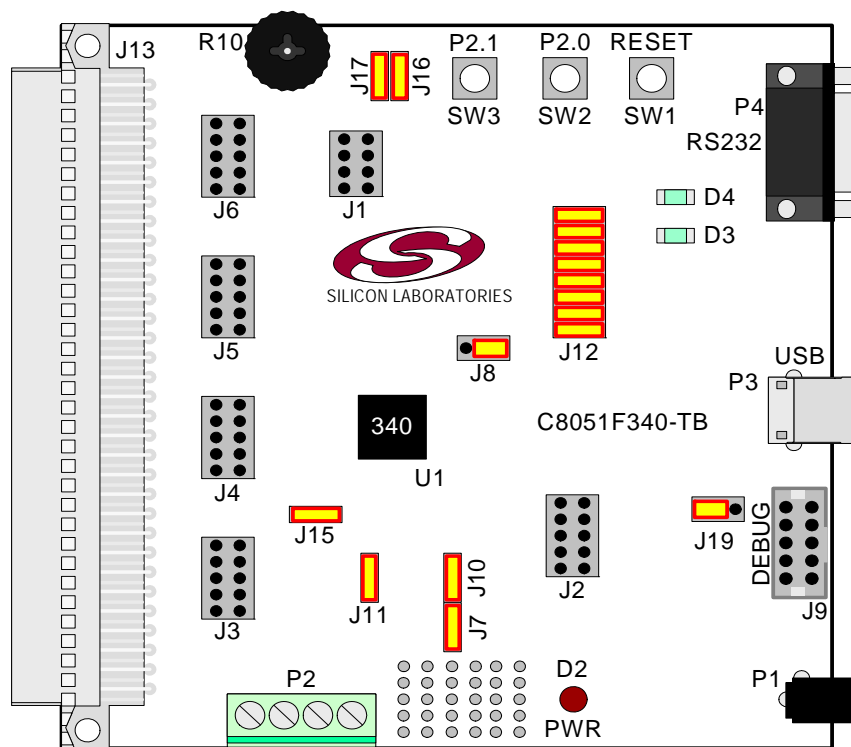 J13
R10
J17
J16
P2.1
P2.0
RESET
SW3
SW2
SW1
P4
RS232
J6
J1
D4
D3
SILICON LABORATORIES
J5
J12
J8
USB
P3
340
C8051F340-TB
U1
J4
J15
J19
DEBUG
J3
J11
J10
J7
J2
J9
P2
D2
P1
PWR